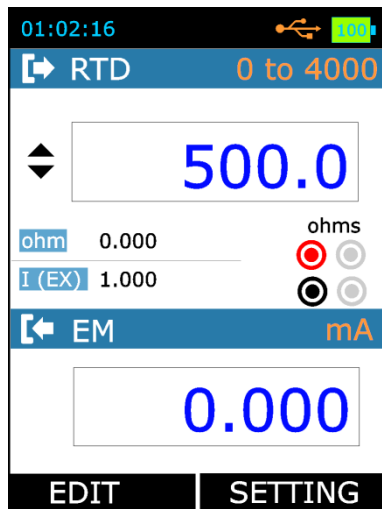 01:02:16 100
RTD 0 to 4000
500.0
ohm 0.000 ohms
I (EX) 1.000
EM mA
0.000
EDIT SETTING